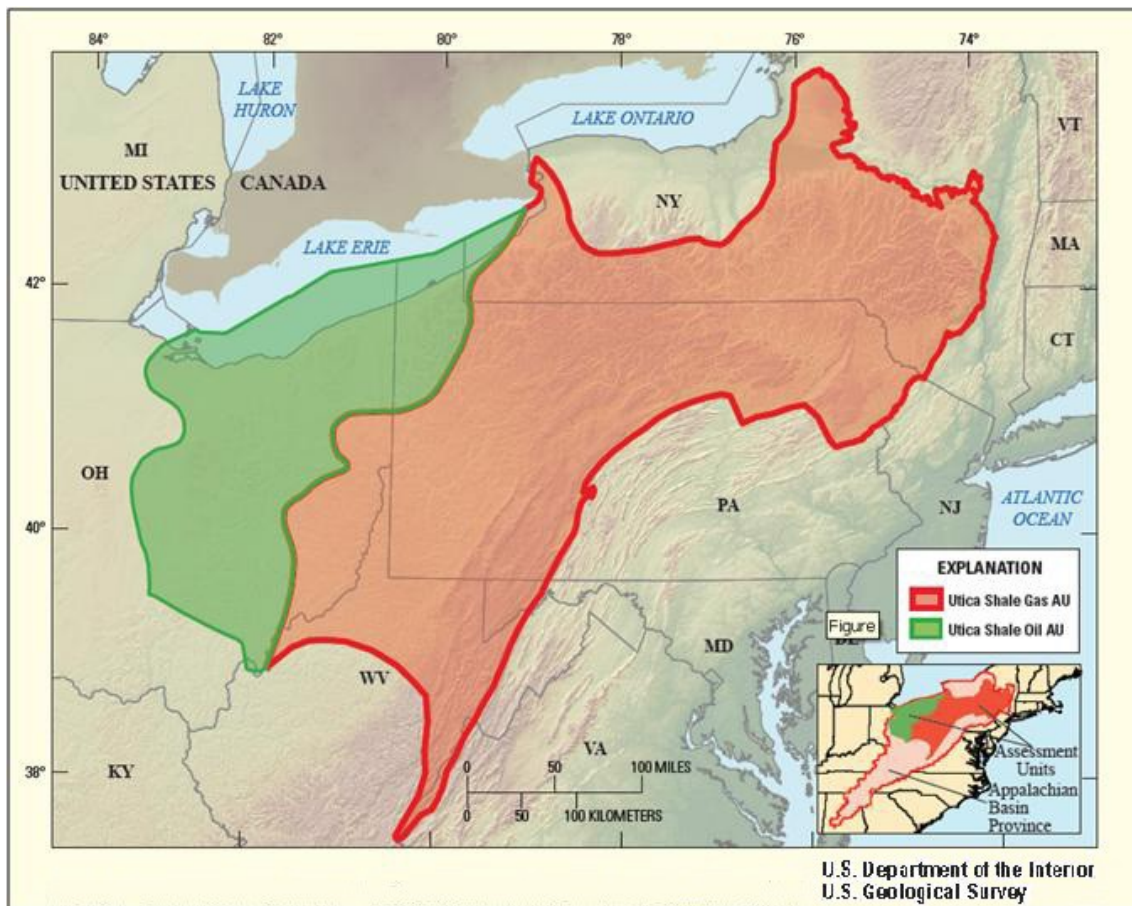 84° 82° 80° 78° 76° 74°
LAKE
HURON
LAKE ONTARIO
VT
MI
UNITED STATES CANADA
NY
LAKE ERIE
MA
42°
CT
OH
PA
NJ
ATLANTIC
OCEAN
40°
EXPLANATION
Utica Shale Gas AU
Utica Shale Oil AU
Figure
MD
WV
VA
KY
38°
0 50 100 MILES
0 50 100 KILOMETERS
Assessment
Units
Appalachian
Basin
Province
U.S. Department of the Interior
U.S. Geological Survey